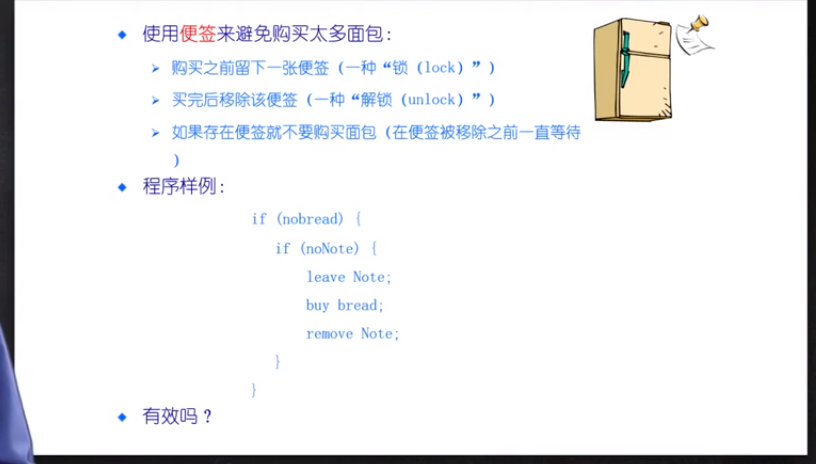 使用便签来避免购买太多面包：
购买之前留下一张便签（一种“锁（lock）”）
买完后移除该便签（一种“解锁（unlock）”）
如果存在便签就不要购买面包（在便签被移除之前一直等待
）
程序样例：
if (nobread) {
if (noNote) {
leave Note;
buy bread;
remove Note;
}
}
有效吗？